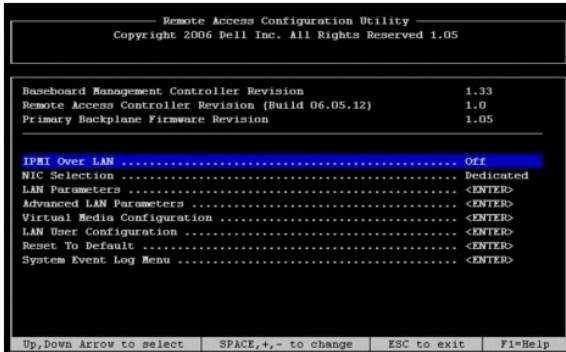 Remote Access Configuration Utility
Copyright 2006 Dell Inc. All Rights Reserved 1.05
Baseboard Management Controller Revision 1.33
Remote Access Controller Revision (Build 06.05.12) 1.0
Primary Backplane Firmware Revision 1.05
IPMI Over LAN ................................................ Off
NIC Selection ................................................ Dedicated
LAN Parameters ............................................... <ENTER>
Advanced LAN Parameters ...................................... <ENTER>
Virtual Media Configuration .................................. <ENTER>
LAN User Configuration ....................................... <ENTER>
Reset To Default ............................................. <ENTER>
System Event Log Menu ........................................ <ENTER>
Up,Down Arrow to select SPACE,+,- to change ESC to exit F1=Help